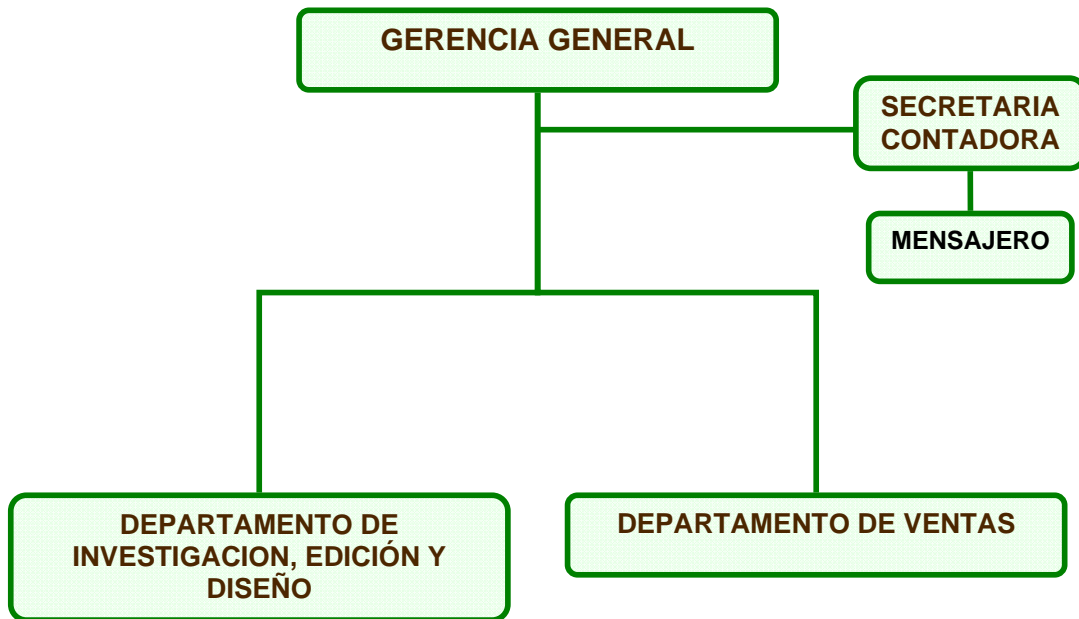 GERENCIA GENERAL
SECRETARIA
CONTADORA
MENSAJERO
DEPARTAMENTO DE
INVESTIGACION, EDICIÓN Y
DISEÑO
DEPARTAMENTO DE VENTAS